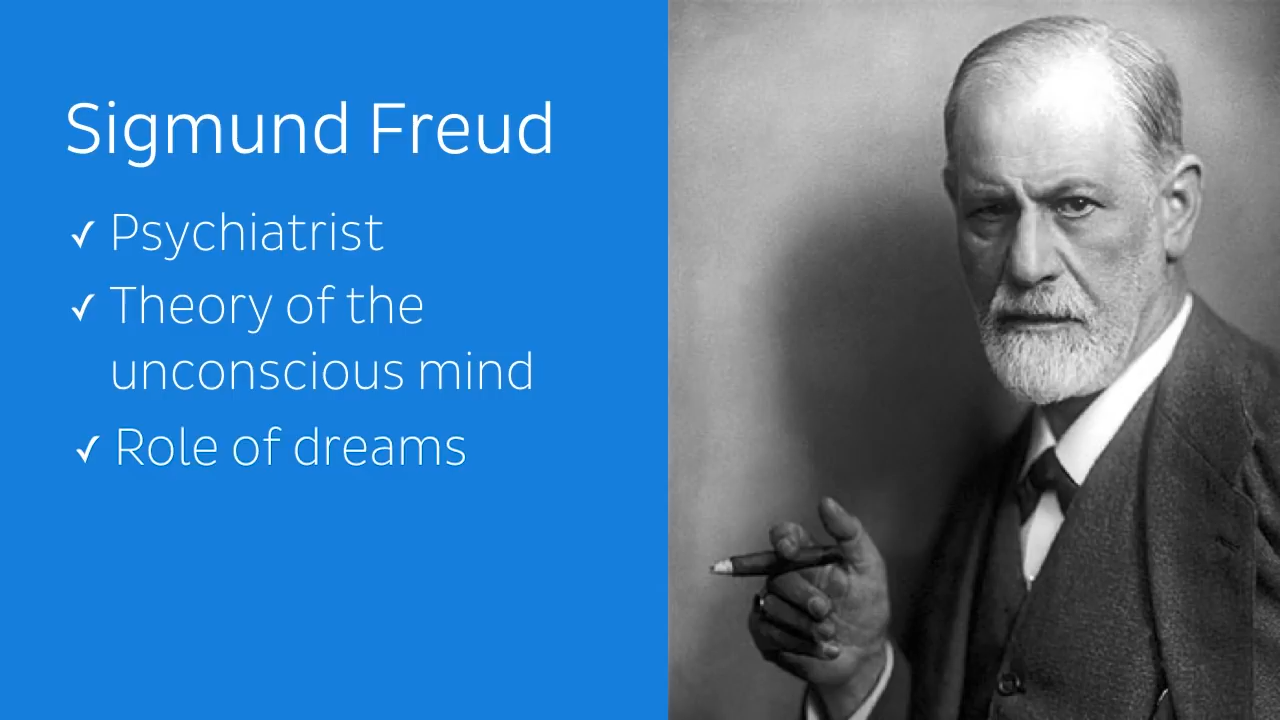 Sigmund Freud
✓ Psychiatrist
✓ Theory of the
unconscious mind
✓ Role of dreams